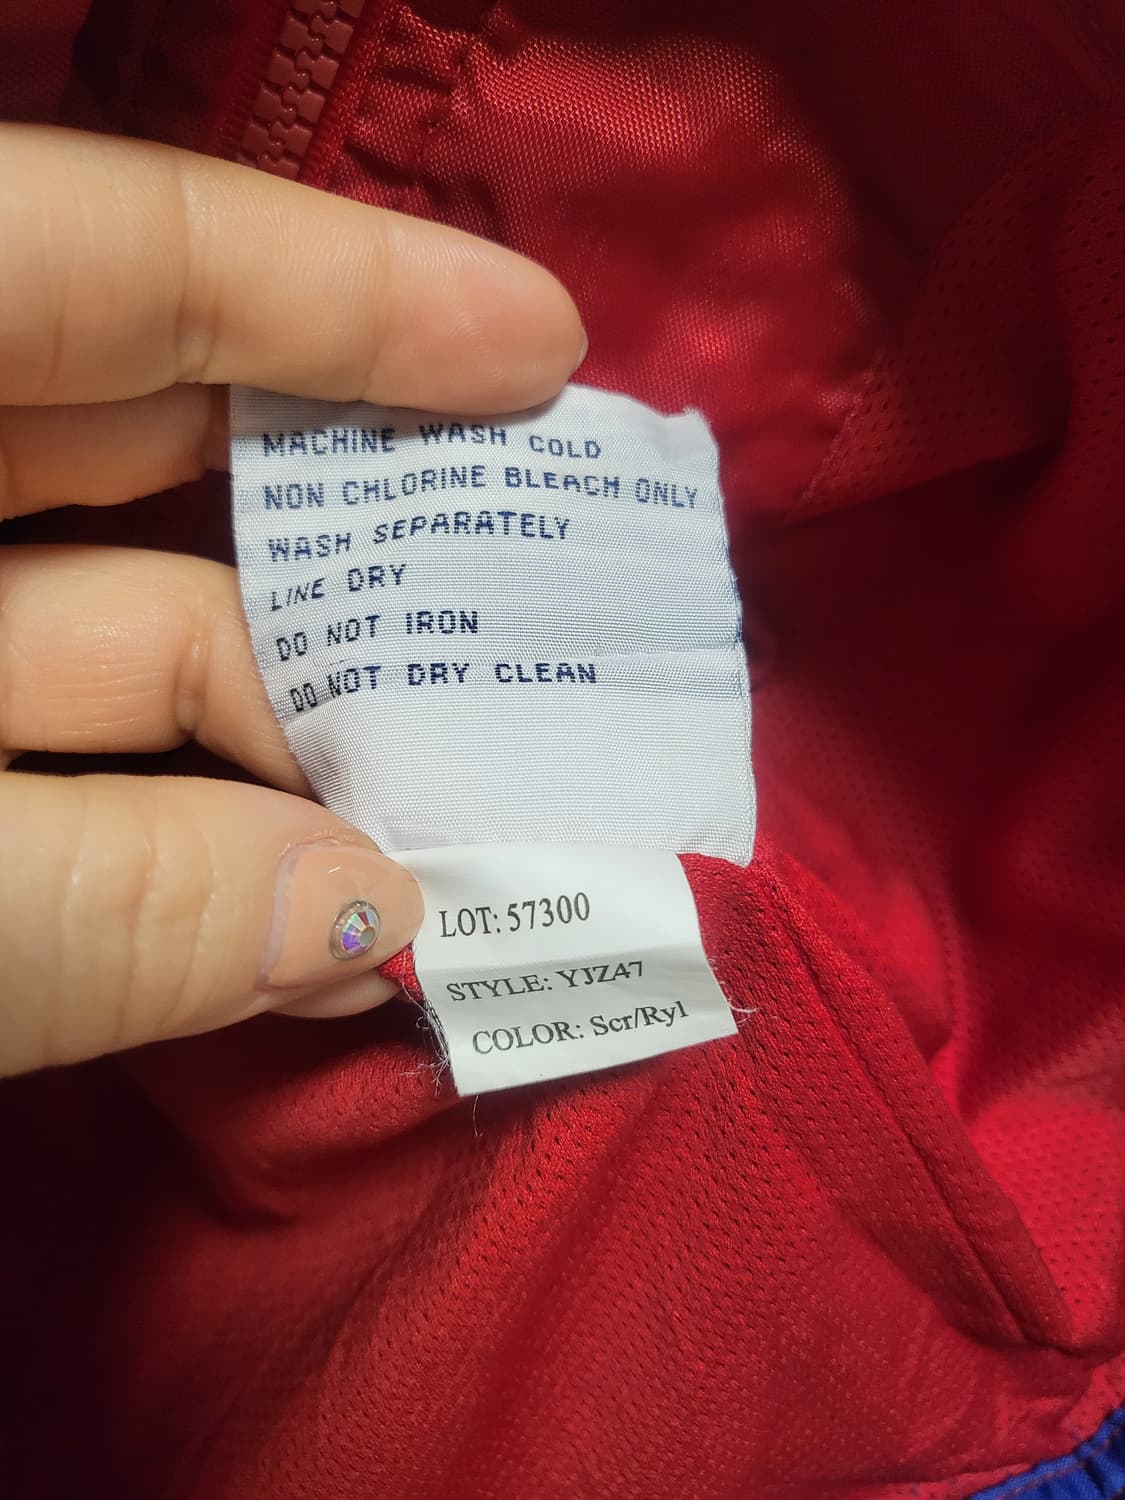 MACHINE WASH COLD
NON CHLORINE BLEACH ONLY
WASH SEPARATELY
LINE DRY
DO NOT IRON
DO NOT DRY CLEAN
LOT: 57300
STYLE: YJZ47
COLOR: Scr/Ryl